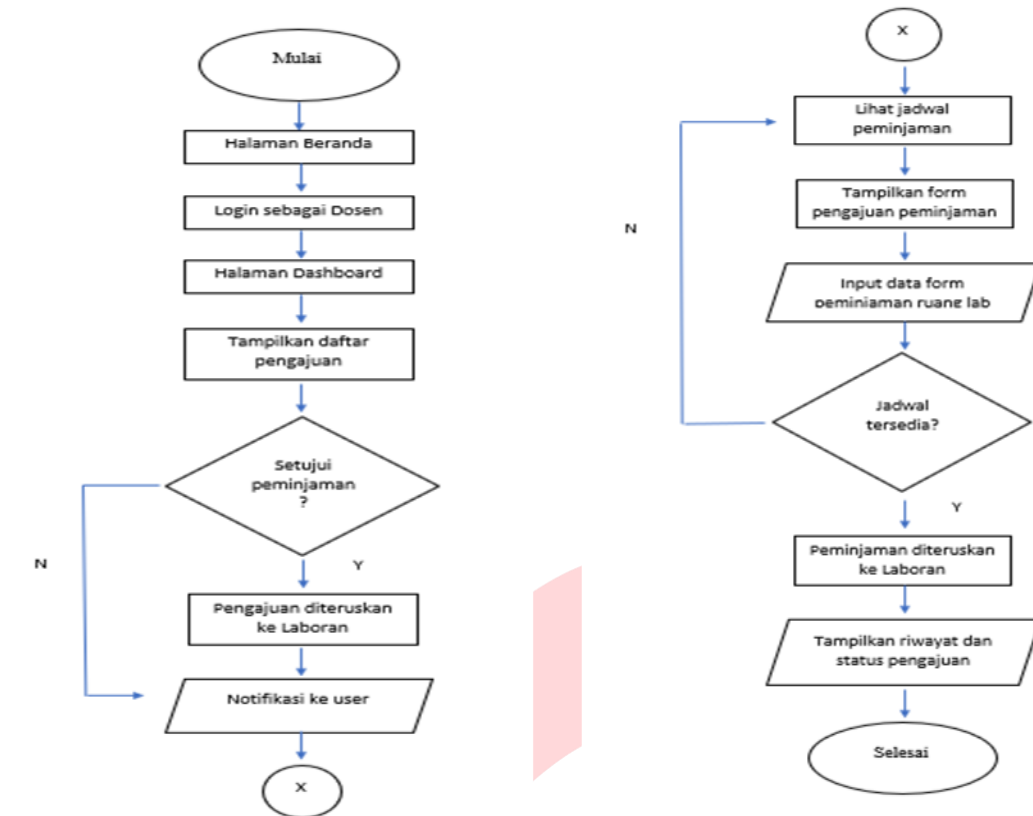 Mulai
Halaman Beranda
Login sebagai Dosen
Halaman Dashboard
Tampilkan daftar
pengajuan
Setujui
peminjaman
?
N
Y
Pengajuan diteruskan
ke Laboran
Notifikasi ke user
X
X
Lihat jadwal
peminjaman
Tampilkan form
pengajuan peminjaman
N
Input data form
peminjaman ruang lab
Jadwal
tersedia?
Y
Peminjaman diteruskan
ke Laboran
Tampilkan riwayat dan
status pengajuan
Selesai